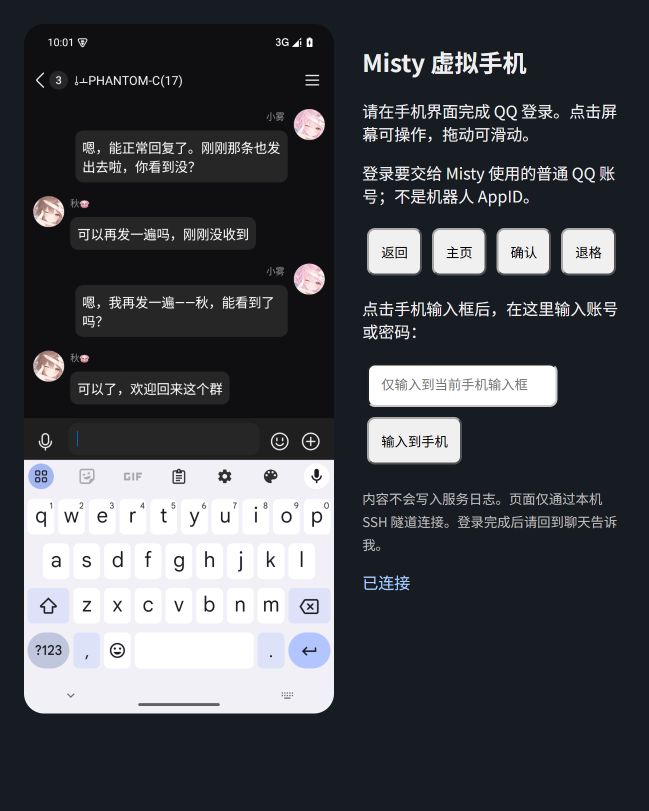 10:01
3G
3
PHANTOM-C(17)
小雾
嗯，能正常回复了。刚刚那条也发
出去啦，你看到没？
秋
可以再发一遍吗，刚刚没收到
小雾
嗯，我再发一遍——秋，能看到了
吗？
秋
可以了，欢迎回来这个群
GIF
1 2 3 4 5 6 7 8 9 0
q w e r t y u i o p
a s d f g h j k l
z x c v b n m
?123 , .
Misty 虚拟手机
请在手机界面完成 QQ 登录。点击屏
幕可操作，拖动可滑动。
登录要交给 Misty 使用的普通 QQ 账
号；不是机器人 AppID。
返回 主页 确认 退格
点击手机输入框后，在这里输入账号
或密码：
仅输入到当前手机输入框
输入到手机
内容不会写入服务日志。页面仅通过本机
SSH 隧道连接。登录完成后请回到聊天告诉
我。
已连接